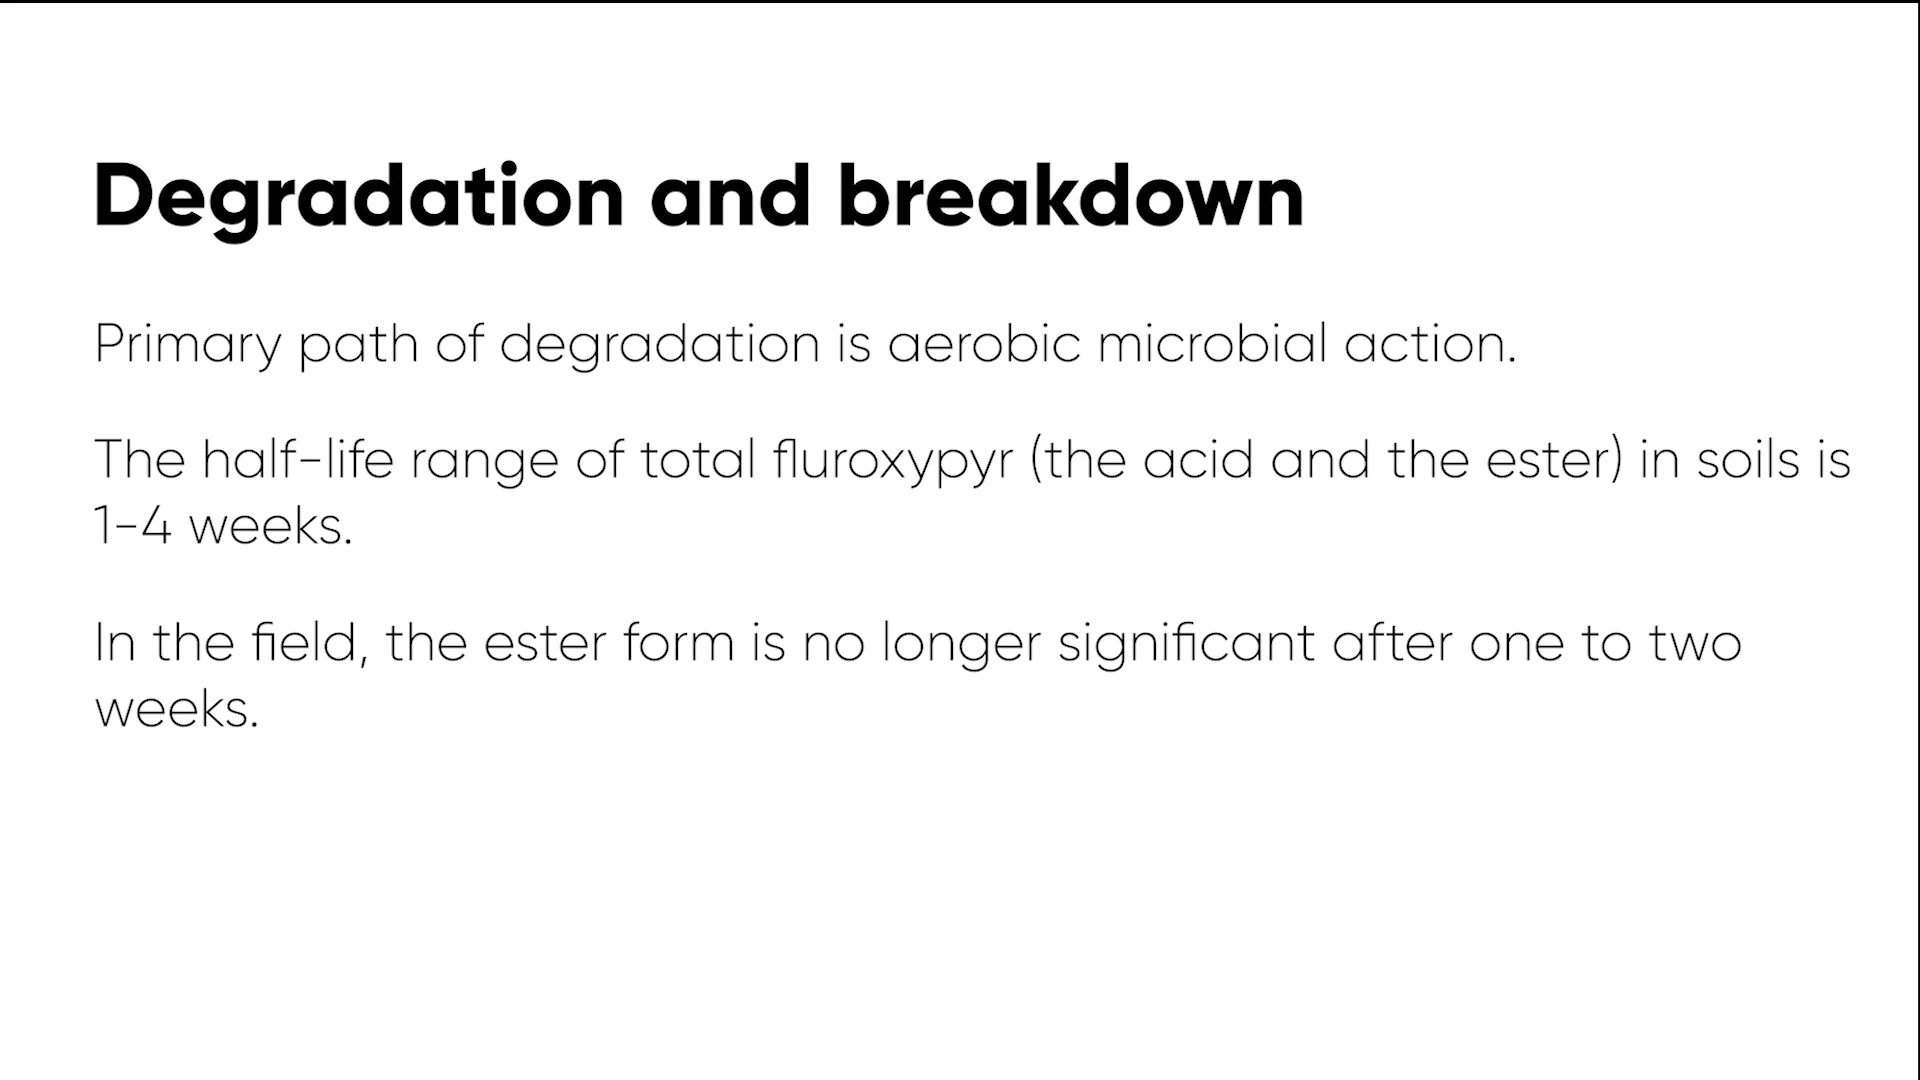 Degradation and breakdown
Primary path of degradation is aerobic microbial action.
The half-life range of total fluroxypyr (the acid and the ester) in soils is
1-4 weeks.
In the field, the ester form is no longer significant after one to two
weeks.